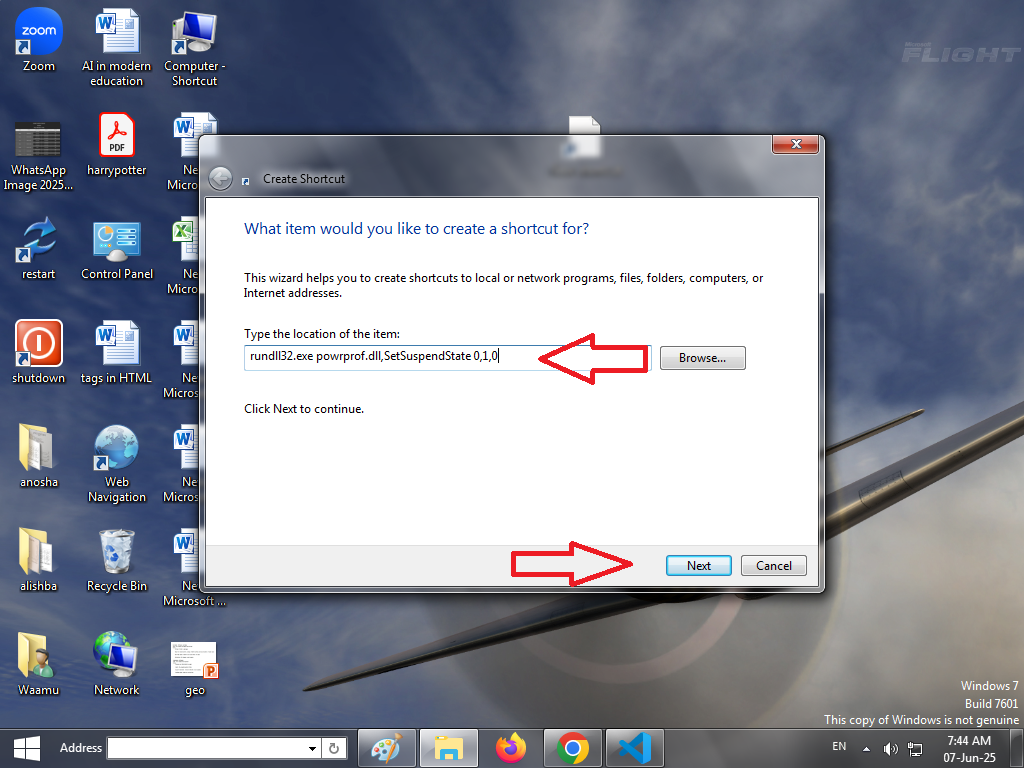 zoom
Zoom
AI in modern
education
Computer -
Shortcut
FLIGHT
WhatsApp
Image 2025...
PDF
harrypotter
Ne
Micros
restart
Control Panel
Ne
Micros
shutdown
tags in HTML
Ne
Micros
anosha
Web
Navigation
Ne
Micros
alishba
Recycle Bin
Ne
Microsoft ...
Waamu
Network
geo
Create Shortcut
What item would you like to create a shortcut for?
This wizard helps you to create shortcuts to local or network programs, files, folders, computers, or
Internet addresses.
Type the location of the item:
rundll32.exe powrprof.dll,SetSuspendState 0,1,0
Browse...
Click Next to continue.
Next
Cancel
Windows 7
Build 7601
This copy of Windows is not genuine
Address
EN
7:44 AM
07-Jun-25